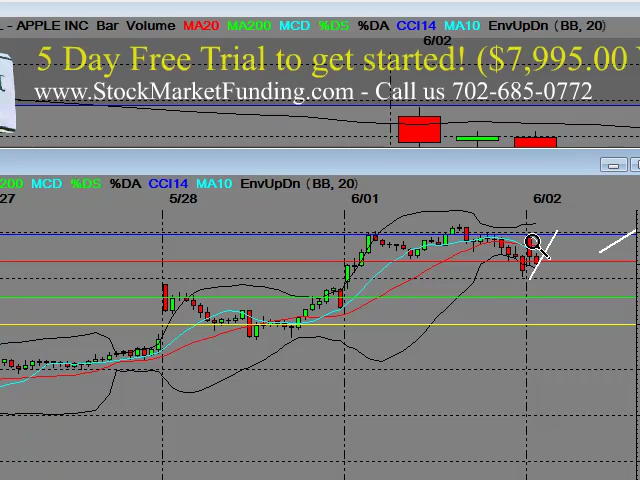 - APPLE INC Bar Volume MA20 MA200 MCD %DS %DA CCI14 MA10 EnvUpDn (BB, 20)
6/02
5 Day Free Trial to get started! ($7,995.00
www.StockMarketFunding.com - Call us 702-685-0772
200 MCD %DS %DA CCI14 MA10 EnvUpDn (BB, 20)
27 5/28 6/01 6/02